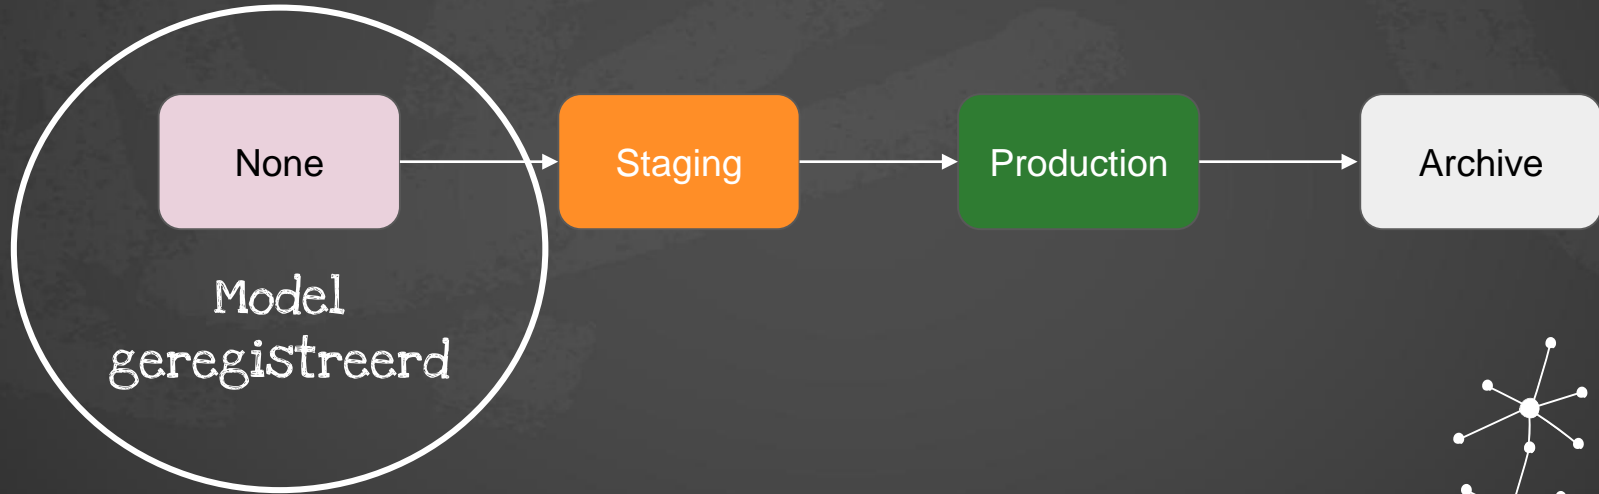 None
Staging
Production
Archive
Model
geregistreerd